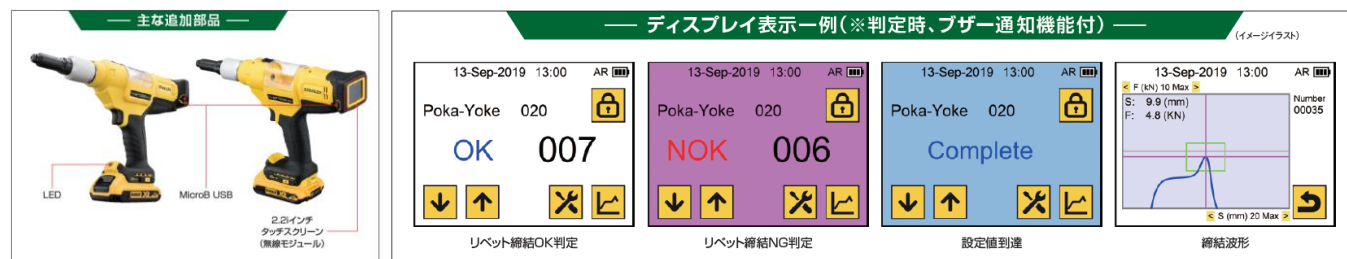 主な追加部品
LED
MicroB USB
2.2インチ
タッチスクリーン
(無線モジュール)
ディスプレイ表示一例(※判定時、ブザー通知機能付)
(イメージイラスト)
13-Sep-2019 13:00 AR
Poka-Yoke 020
OK 007
リベット締結OK判定
13-Sep-2019 13:00 AR
Poka-Yoke 020
NOK 006
リベット締結NG判定
13-Sep-2019 13:00 AR
Poka-Yoke 020
Complete
設定値到達
13-Sep-2019 13:00 AR
< F (kN) 10 Max >
S: 9.9 (mm)
F: 4.8 (KN)
Number
00035
< S (mm) 20 Max >
締結波形